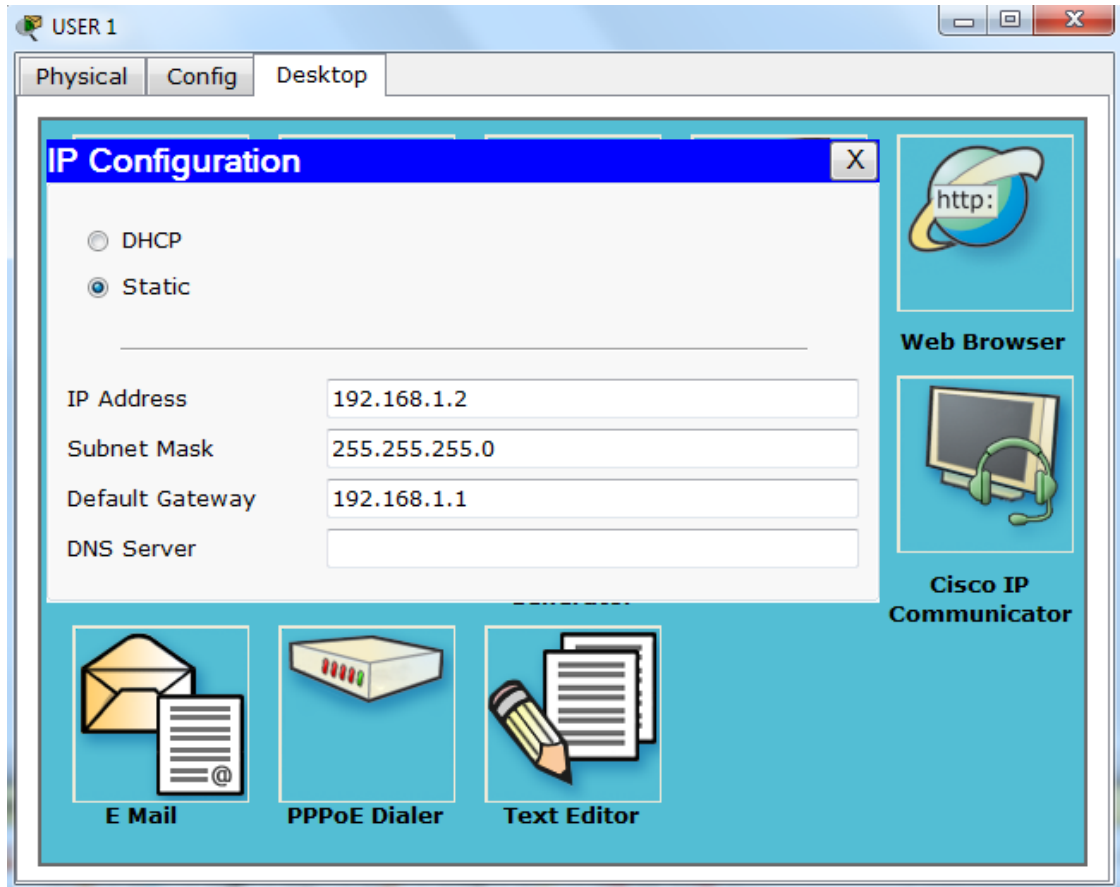 USER 1
Physical
Config
Desktop
IP Configuration
X
DHCP
Static
IP Address
192.168.1.2
Subnet Mask
255.255.255.0
Default Gateway
192.168.1.1
DNS Server
http:
Web Browser
Cisco IP
Communicator
@
E Mail
PPPoE Dialer
Text Editor